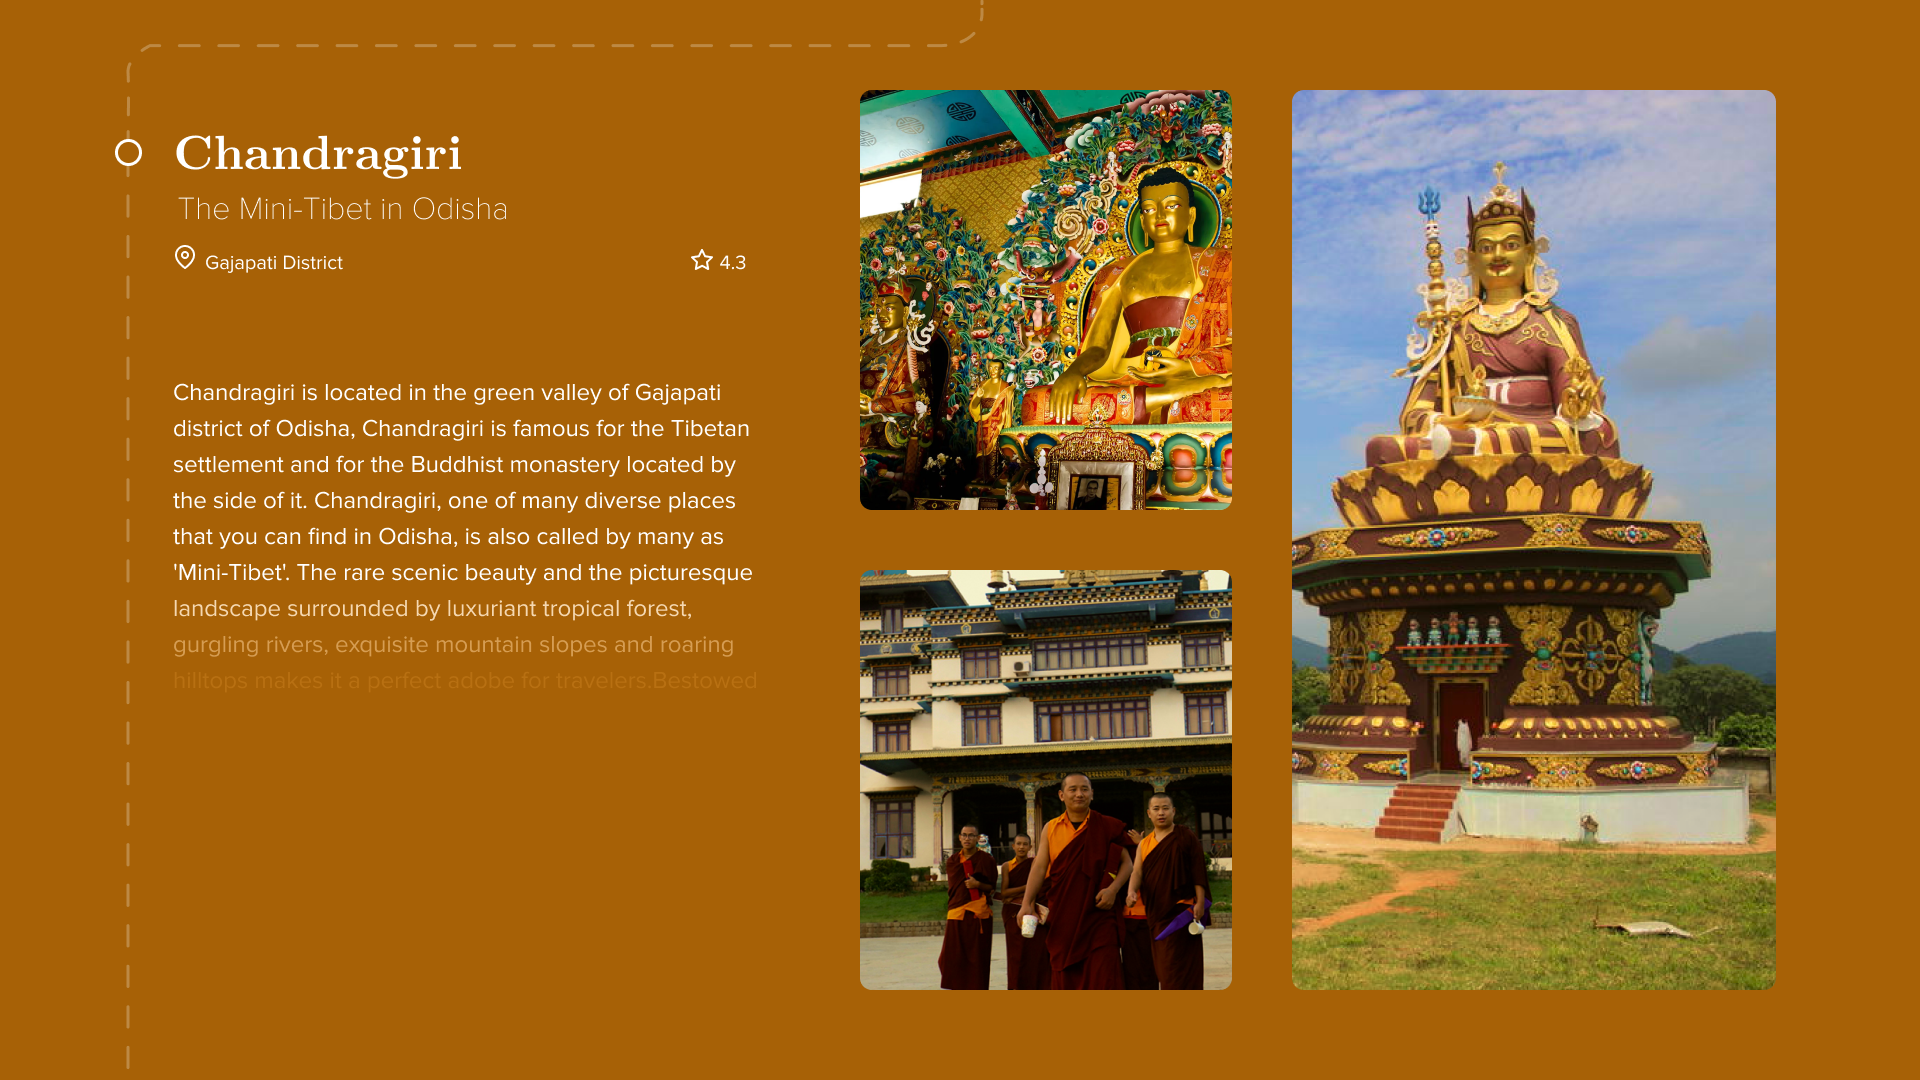 Chandragiri
The Mini-Tibet in Odisha
Gajapati District
4.3
Chandragiri is located in the green valley of Gajapati
district of Odisha, Chandragiri is famous for the Tibetan
settlement and for the Buddhist monastery located by
the side of it. Chandragiri, one of many diverse places
that you can find in Odisha, is also called by many as
'Mini-Tibet'. The rare scenic beauty and the picturesque
landscape surrounded by luxuriant tropical forest,
gurgling rivers, exquisite mountain slopes and roaring
hilltops makes it a perfect adobe for travelers.Bestowed